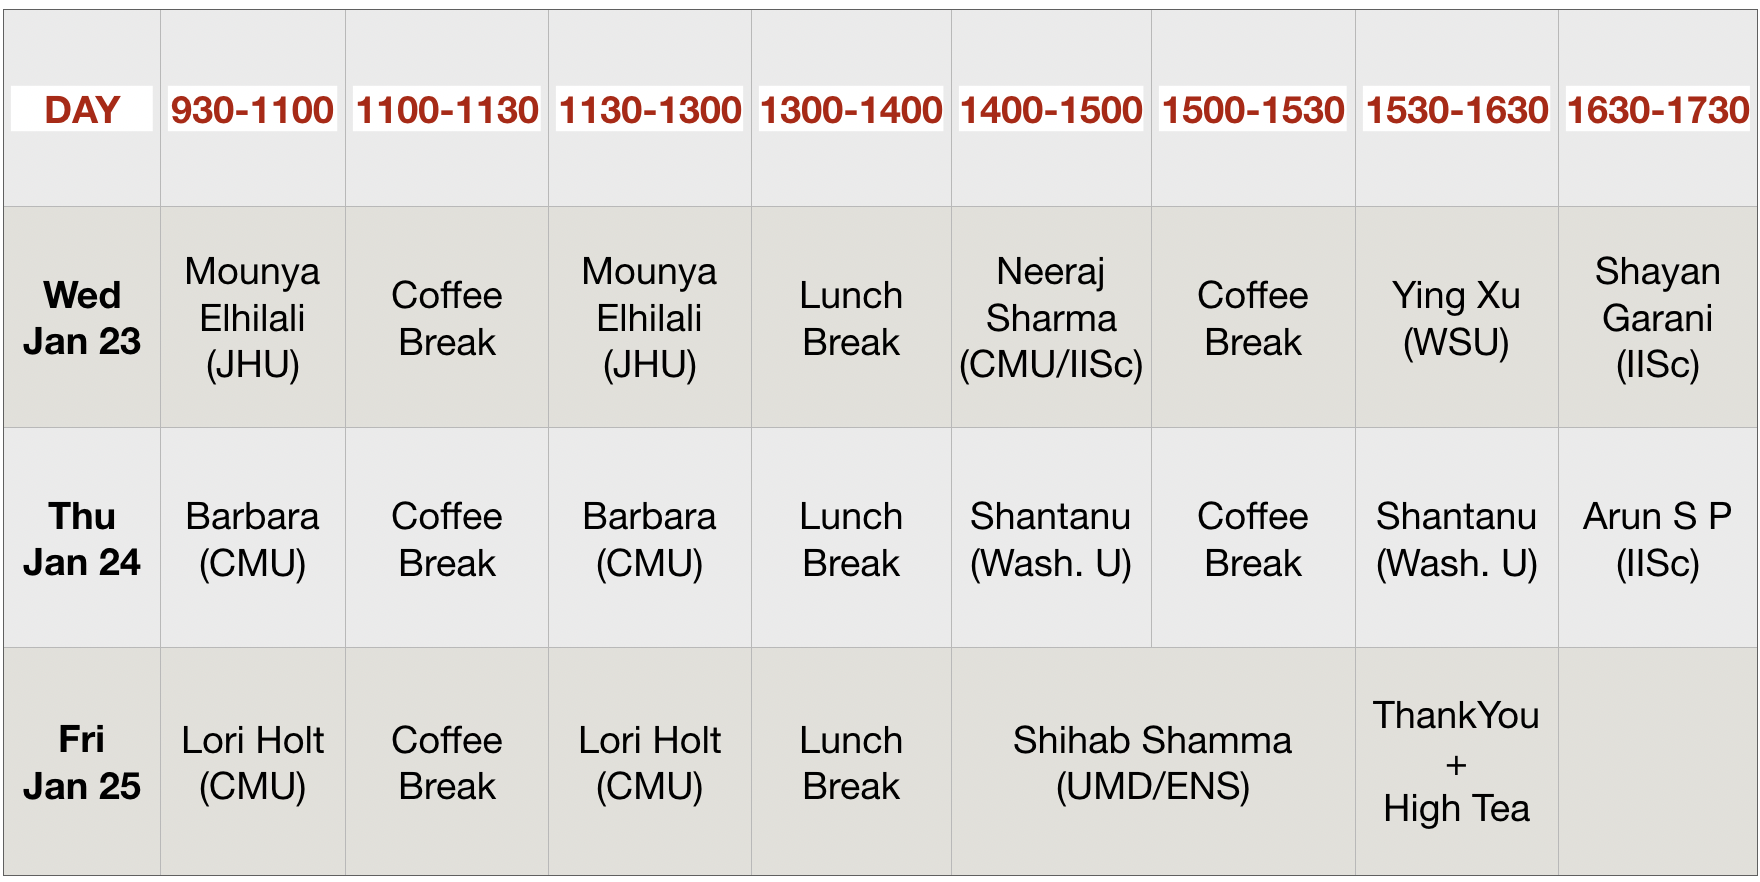 DAY 930-1100 1100-1130 1130-1300 1300-1400 1400-1500 1500-1530 1530-1630 1630-1730
Wed
Jan 23
Mounya
Elhilali
(JHU)
Coffee
Break
Mounya
Elhilali
(JHU)
Lunch
Break
Neeraj
Sharma
(CMU/IISc)
Coffee
Break
Ying Xu
(WSU)
Shayan
Garani
(IISc)
Thu
Jan 24
Barbara
(CMU)
Coffee
Break
Barbara
(CMU)
Lunch
Break
Shantanu
(Wash. U)
Coffee
Break
Shantanu
(Wash. U)
Arun S P
(IISc)
Fri
Jan 25
Lori Holt
(CMU)
Coffee
Break
Lori Holt
(CMU)
Lunch
Break
Shihab Shamma
(UMD/ENS)
ThankYou
+
High Tea